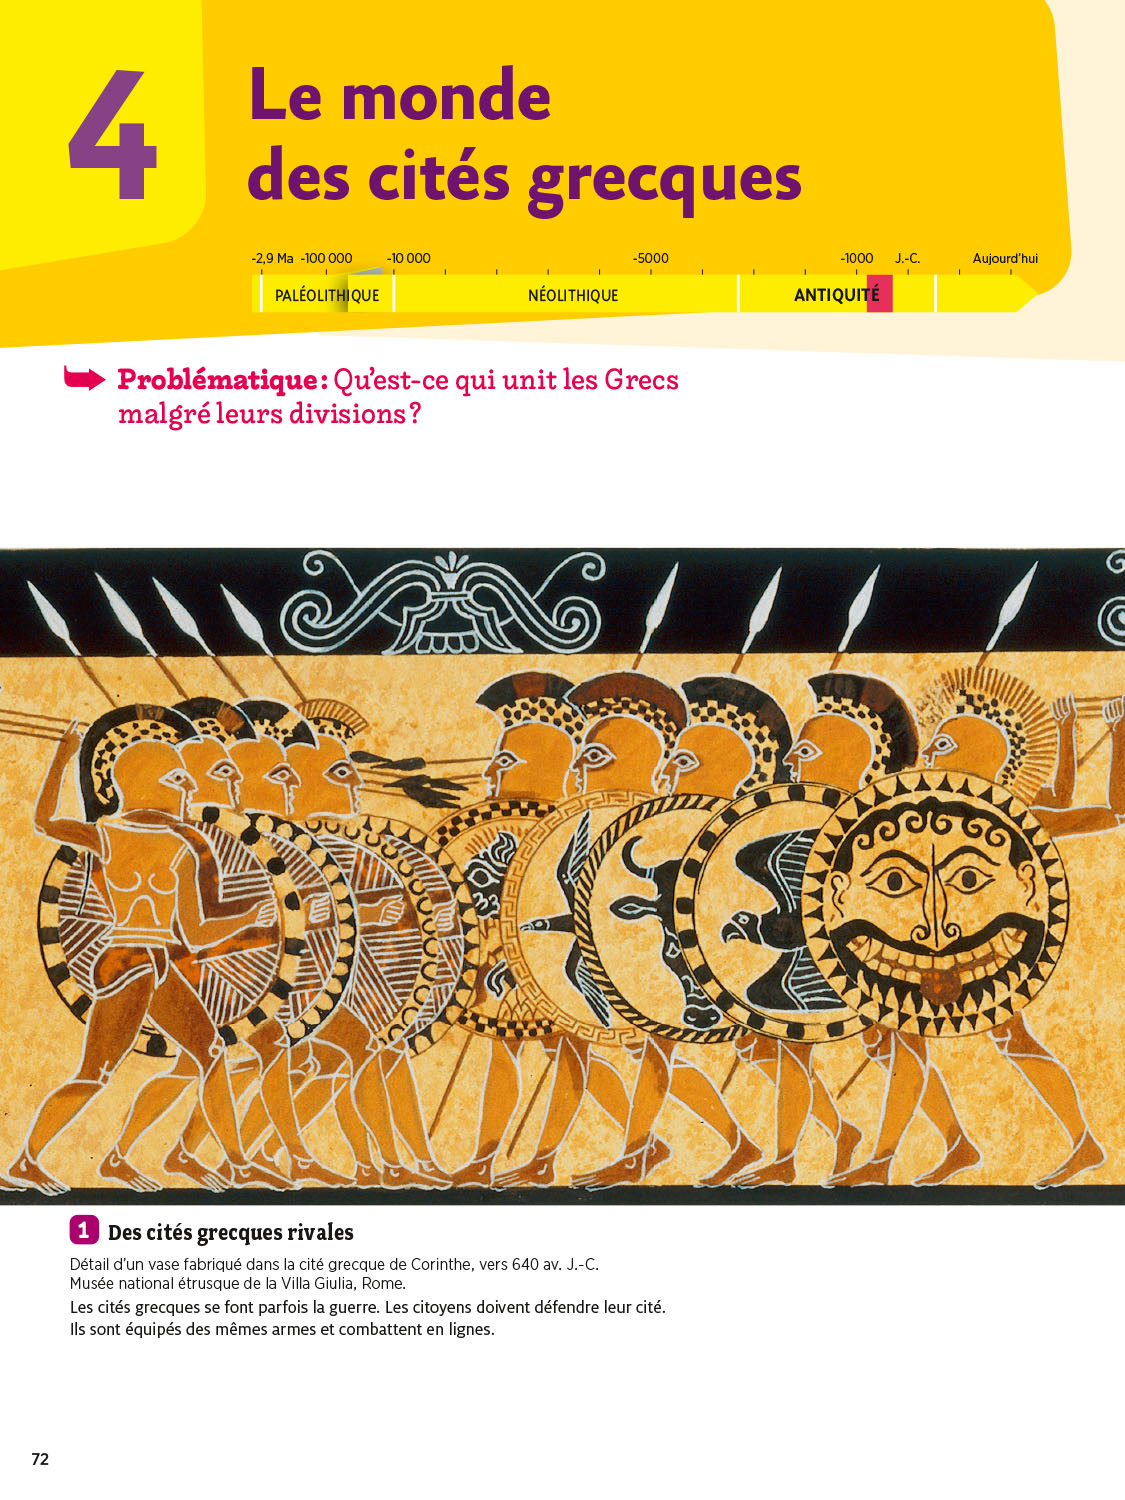 4
Le monde
des cités grecques
-2,9 Ma -100 000 -10 000 -5000 -1000 J.-C. Aujourd'hui
PALÉOLITHIQUE NÉOLITHIQUE ANTIQUITÉ
Problématique : Qu'est-ce qui unit les Grecs
malgré leurs divisions ?
1 Des cités grecques rivales
Détail d'un vase fabriqué dans la cité grecque de Corinthe, vers 640 av. J.-C.
Musée national étrusque de la Villa Giulia, Rome.
Les cités grecques se font parfois la guerre. Les citoyens doivent défendre leur cité.
Ils sont équipés des mêmes armes et combattent en lignes.
72